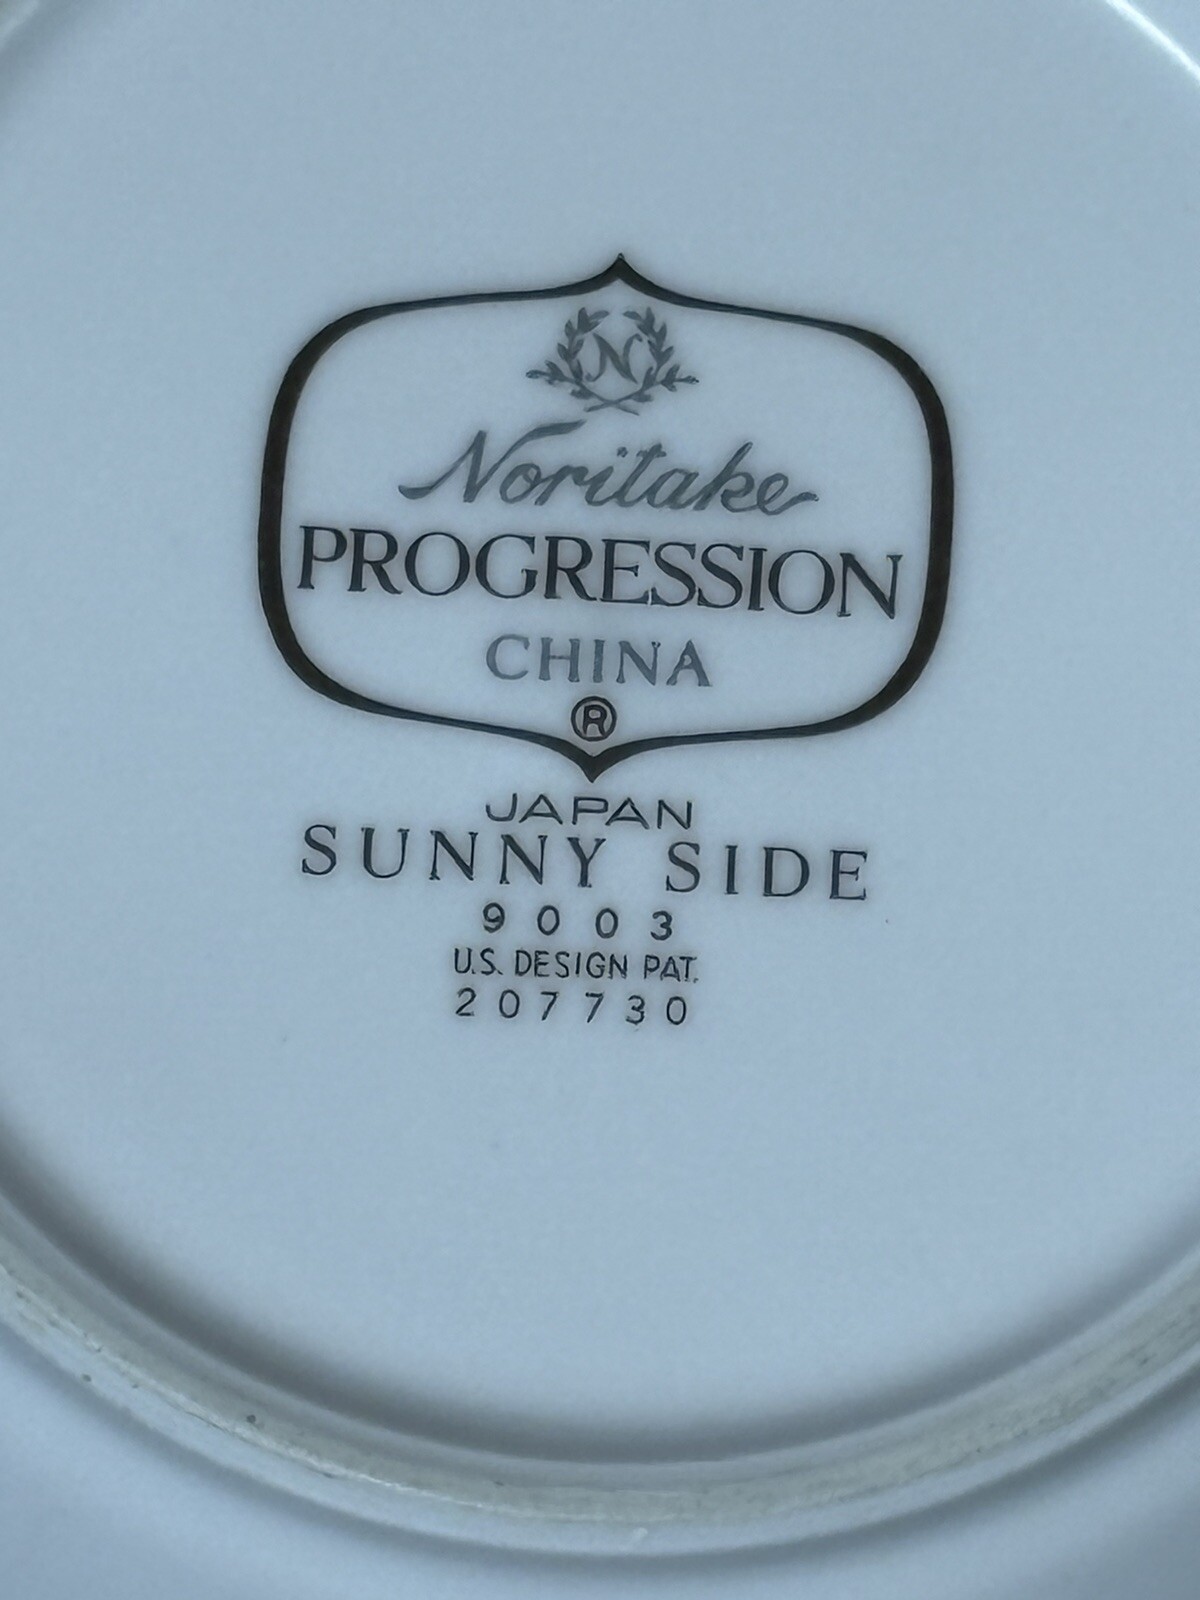 N
Noritake
PROGRESSION
CHINA
®
JAPAN
SUNNY SIDE
9003
U.S. DESIGN PAT.
207730